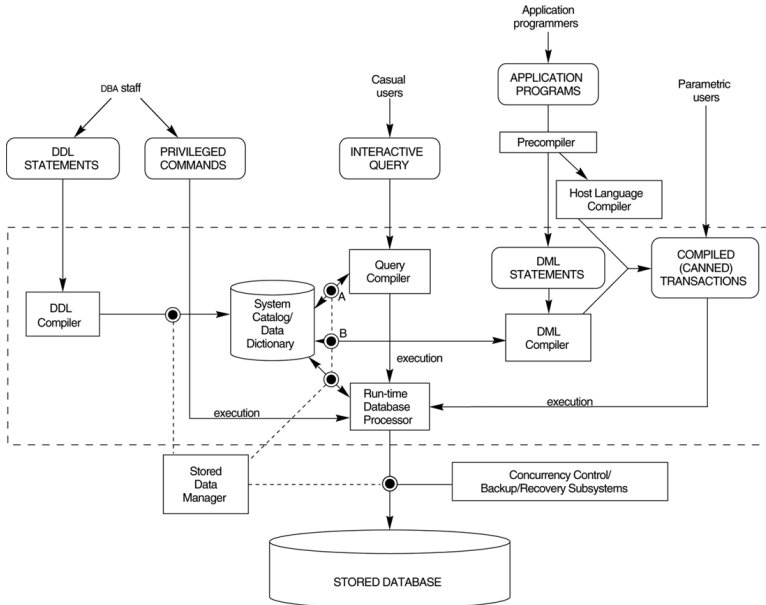 Application
programmers
APPLICATION
PROGRAMS
Casual
users
Parametric
users
DBA staff
Precompiler
DDL
STATEMENTS
PRIVILEGED
COMMANDS
INTERACTIVE
QUERY
Host Language
Compiler
DML
STATEMENTS
COMPILED
(CANNED)
TRANSACTIONS
Query
Compiler
A
DDL
Compiler
System
Catalog/
Data
Dictionary
B
DML
Compiler
execution
Run-time
Database
Processor
execution
execution
Stored
Data
Manager
Concurrency Control/
Backup/Recovery Subsystems
STORED DATABASE